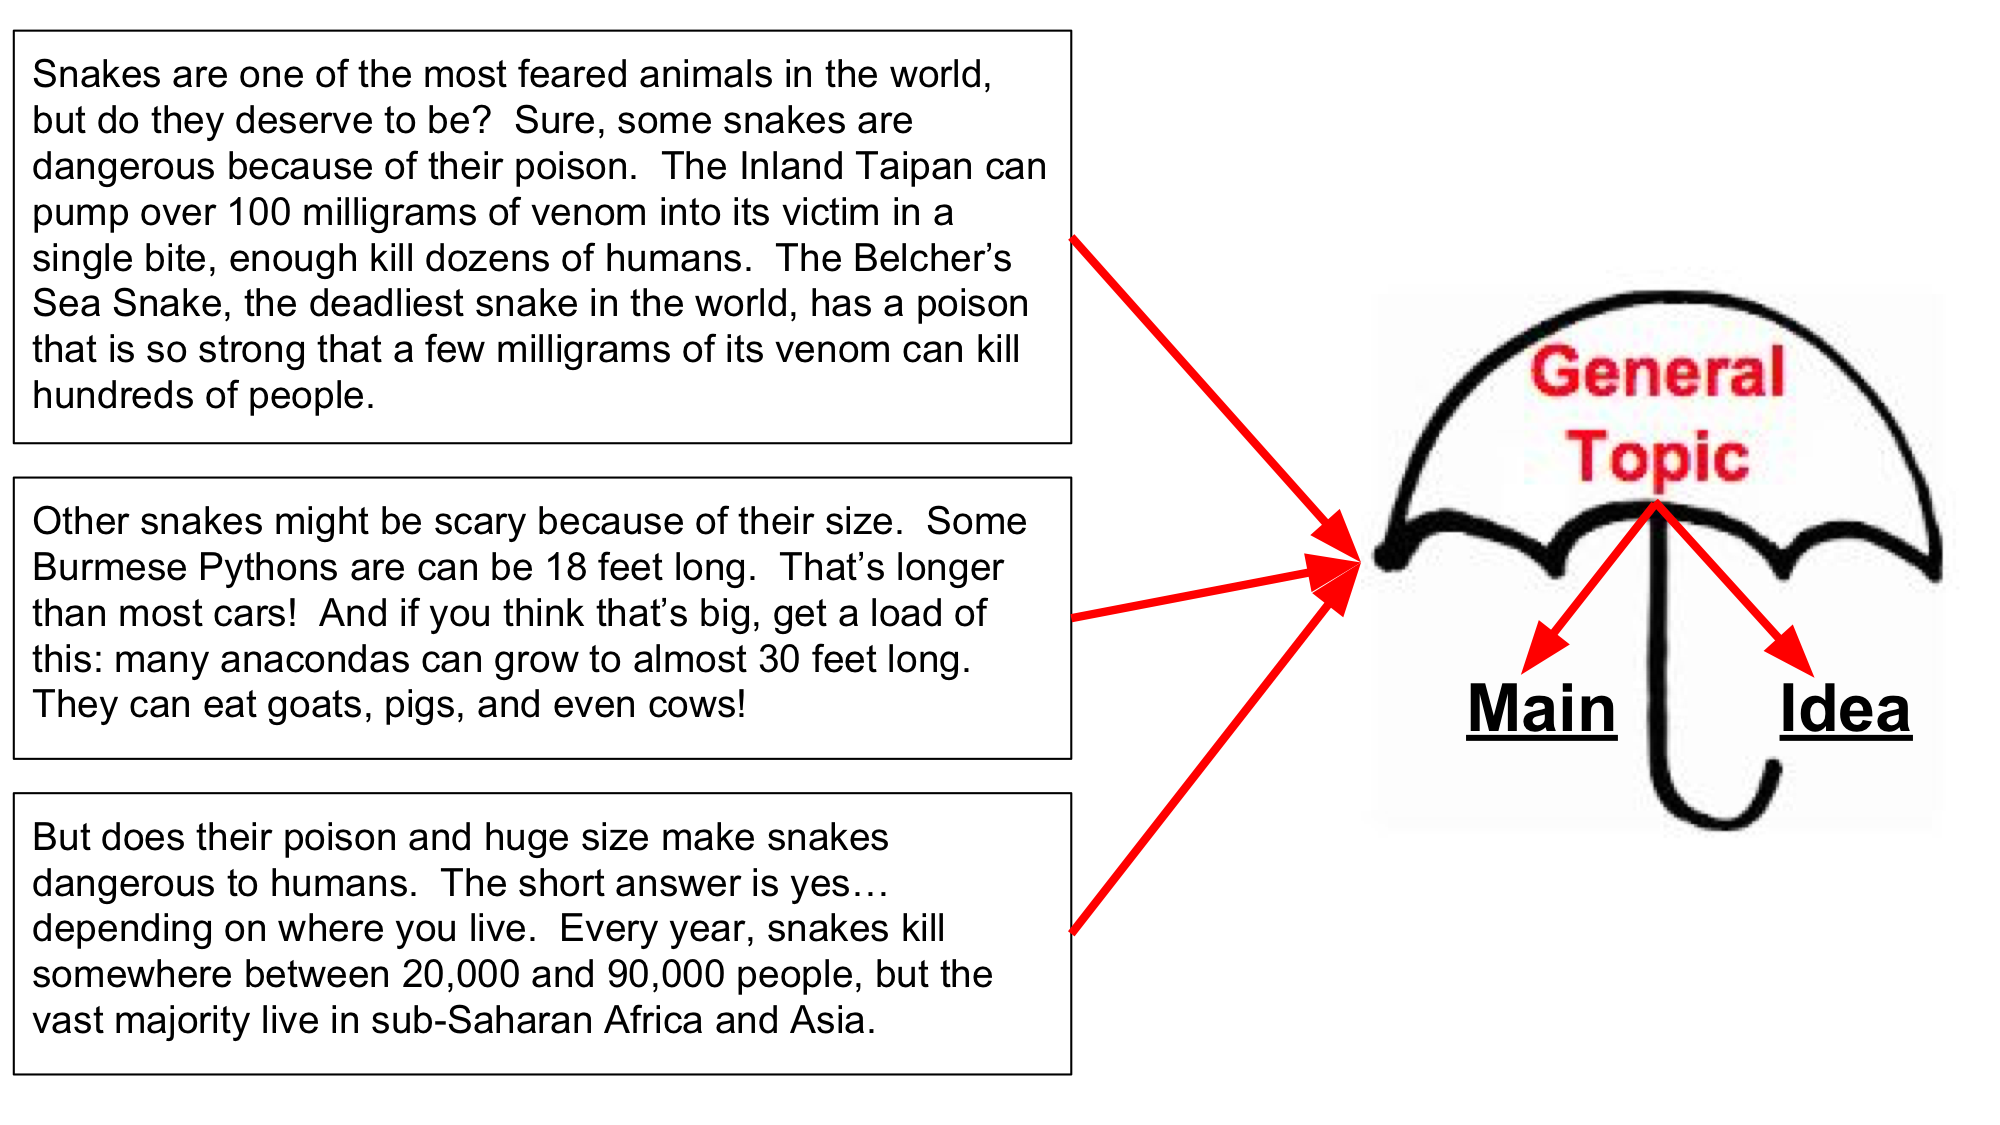 Snakes are one of the most feared animals in the world,
but do they deserve to be?  Sure, some snakes are
dangerous because of their poison.  The Inland Taipan can
pump over 100 milligrams of venom into its victim in a
single bite, enough kill dozens of humans.  The Belcher’s
Sea Snake, the deadliest snake in the world, has a poison
that is so strong that a few milligrams of its venom can kill
hundreds of people.
Other snakes might be scary because of their size.  Some
Burmese Pythons are can be 18 feet long.  That’s longer
than most cars!  And if you think that’s big, get a load of
this: many anacondas can grow to almost 30 feet long.
They can eat goats, pigs, and even cows!
But does their poison and huge size make snakes
dangerous to humans.  The short answer is yes…
depending on where you live.  Every year, snakes kill
somewhere between 20,000 and 90,000 people, but the
vast majority live in sub-Saharan Africa and Asia.
General
Topic
Main Idea